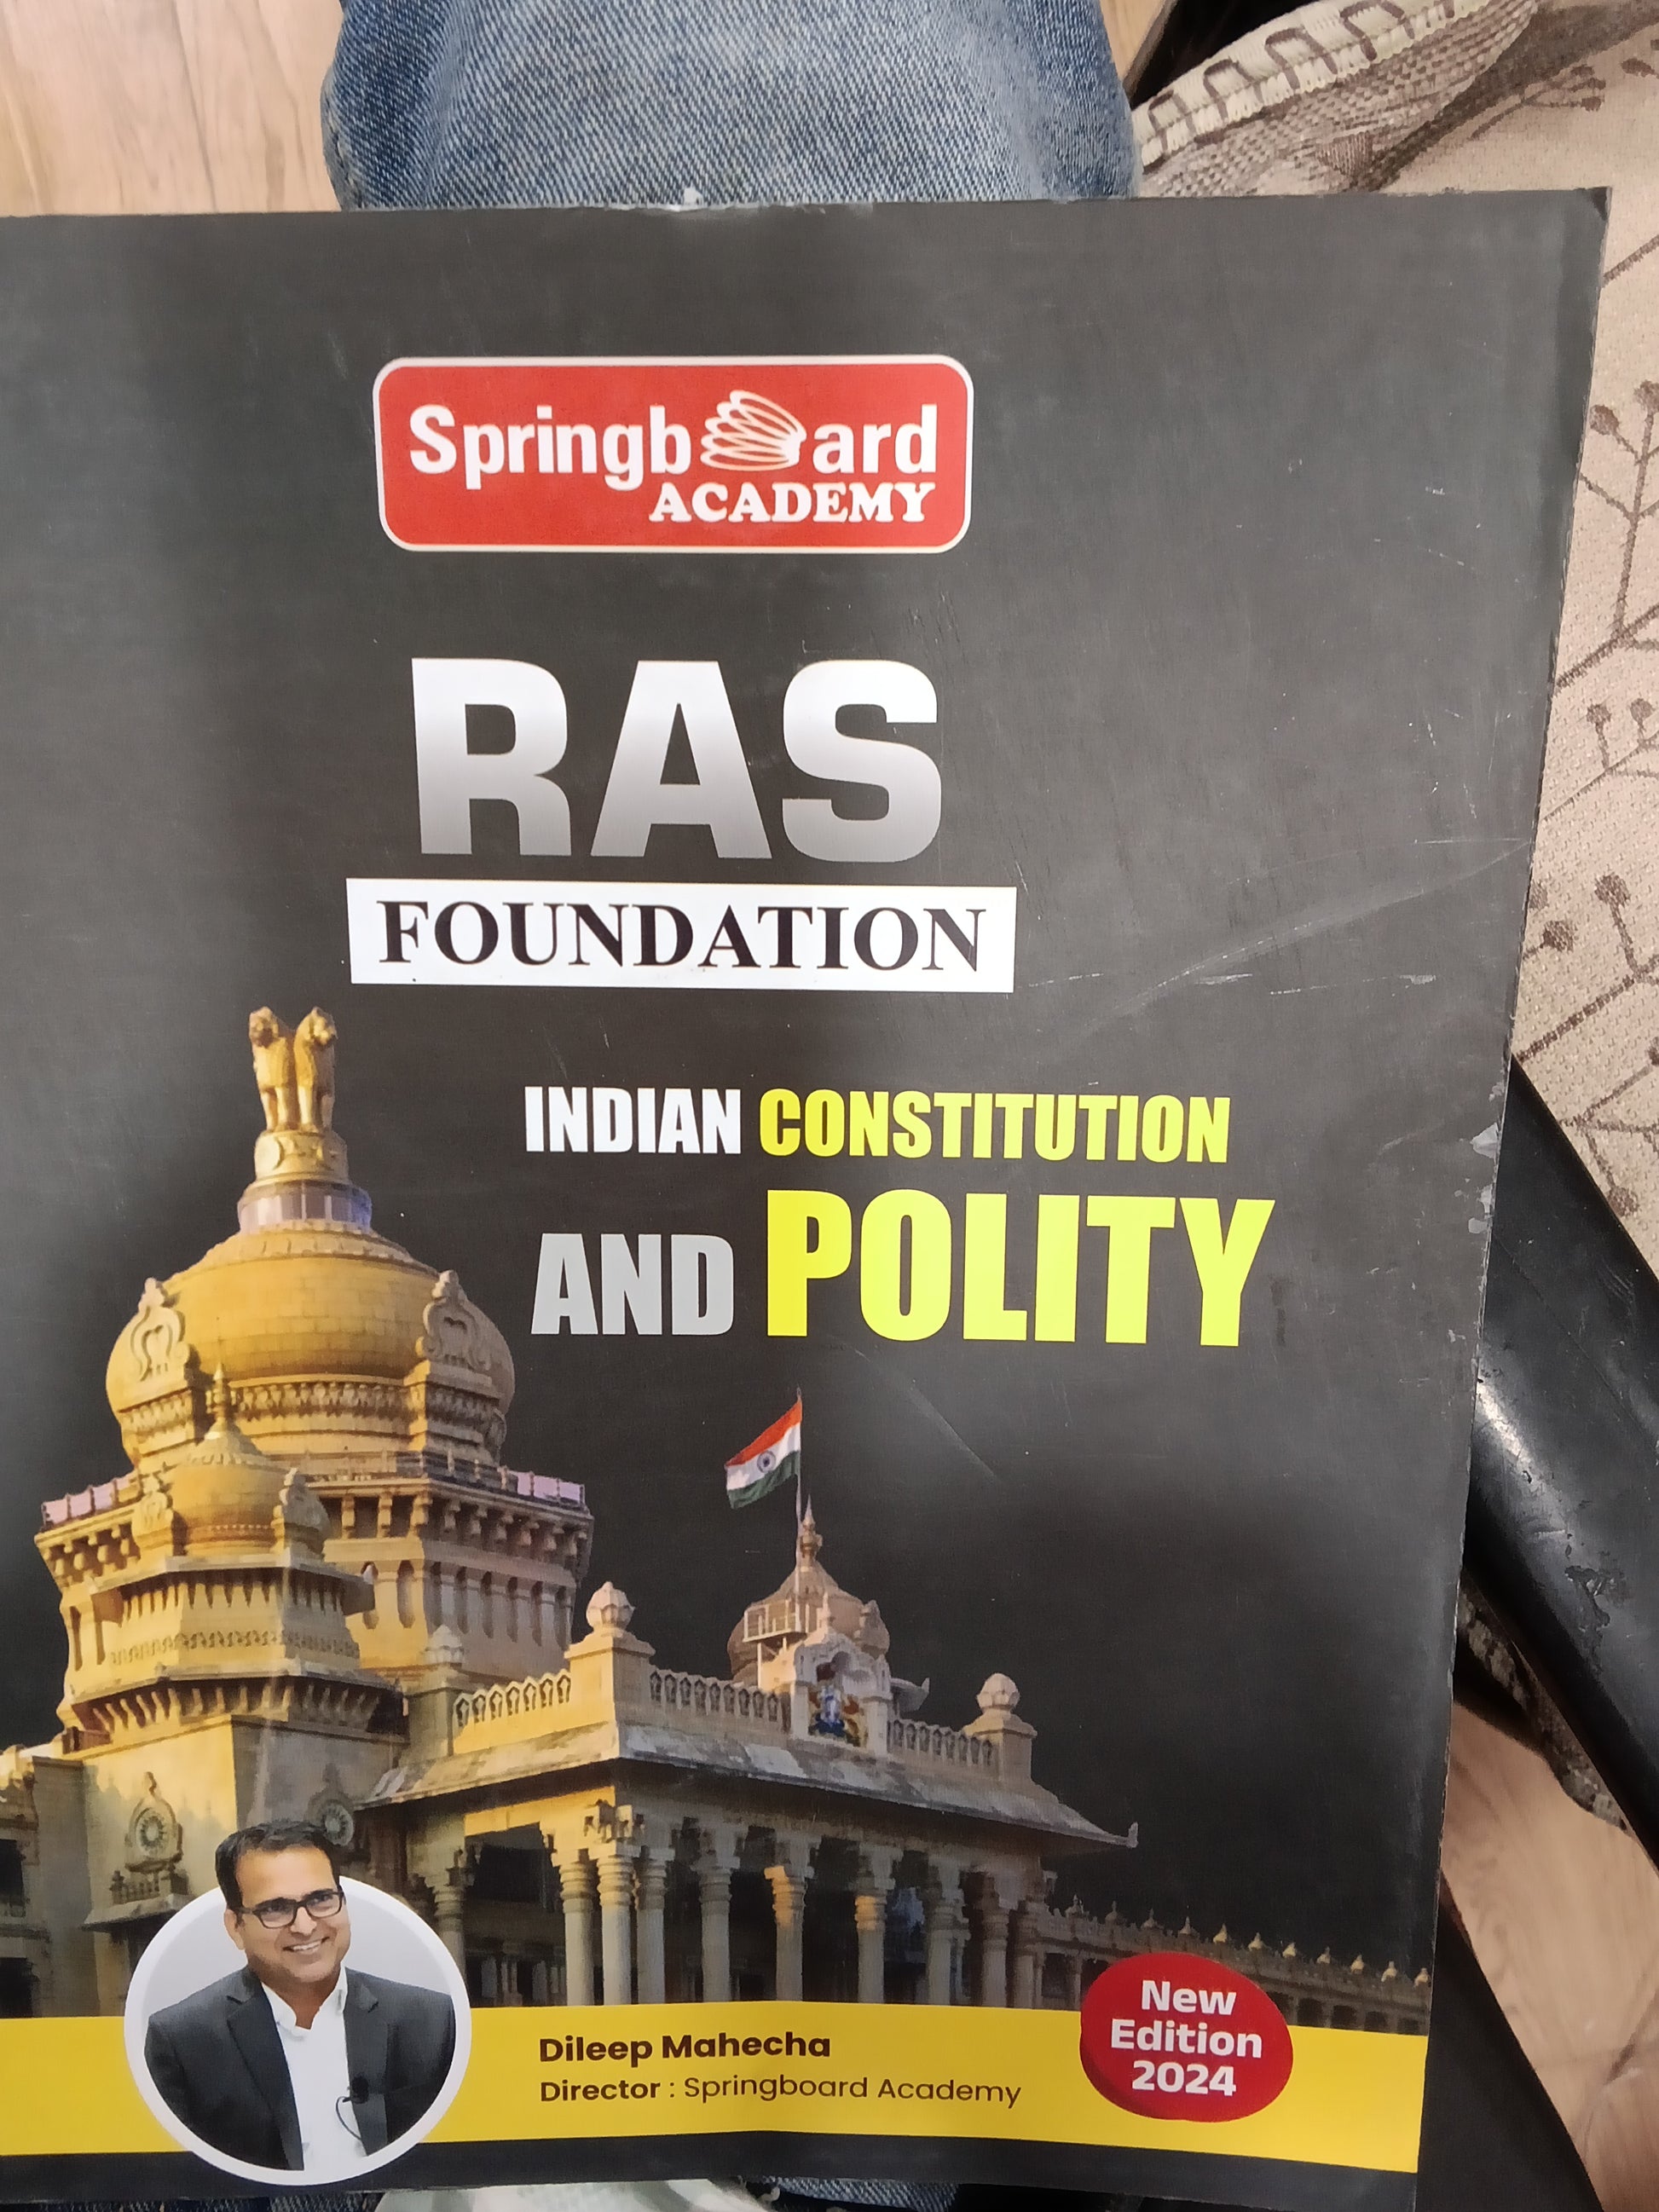 Springboard
ACADEMY
RAS
FOUNDATION
INDIAN CONSTITUTION
AND POLITY
Dileep Mahecha
Director : Springboard Academy
New
Edition
2024